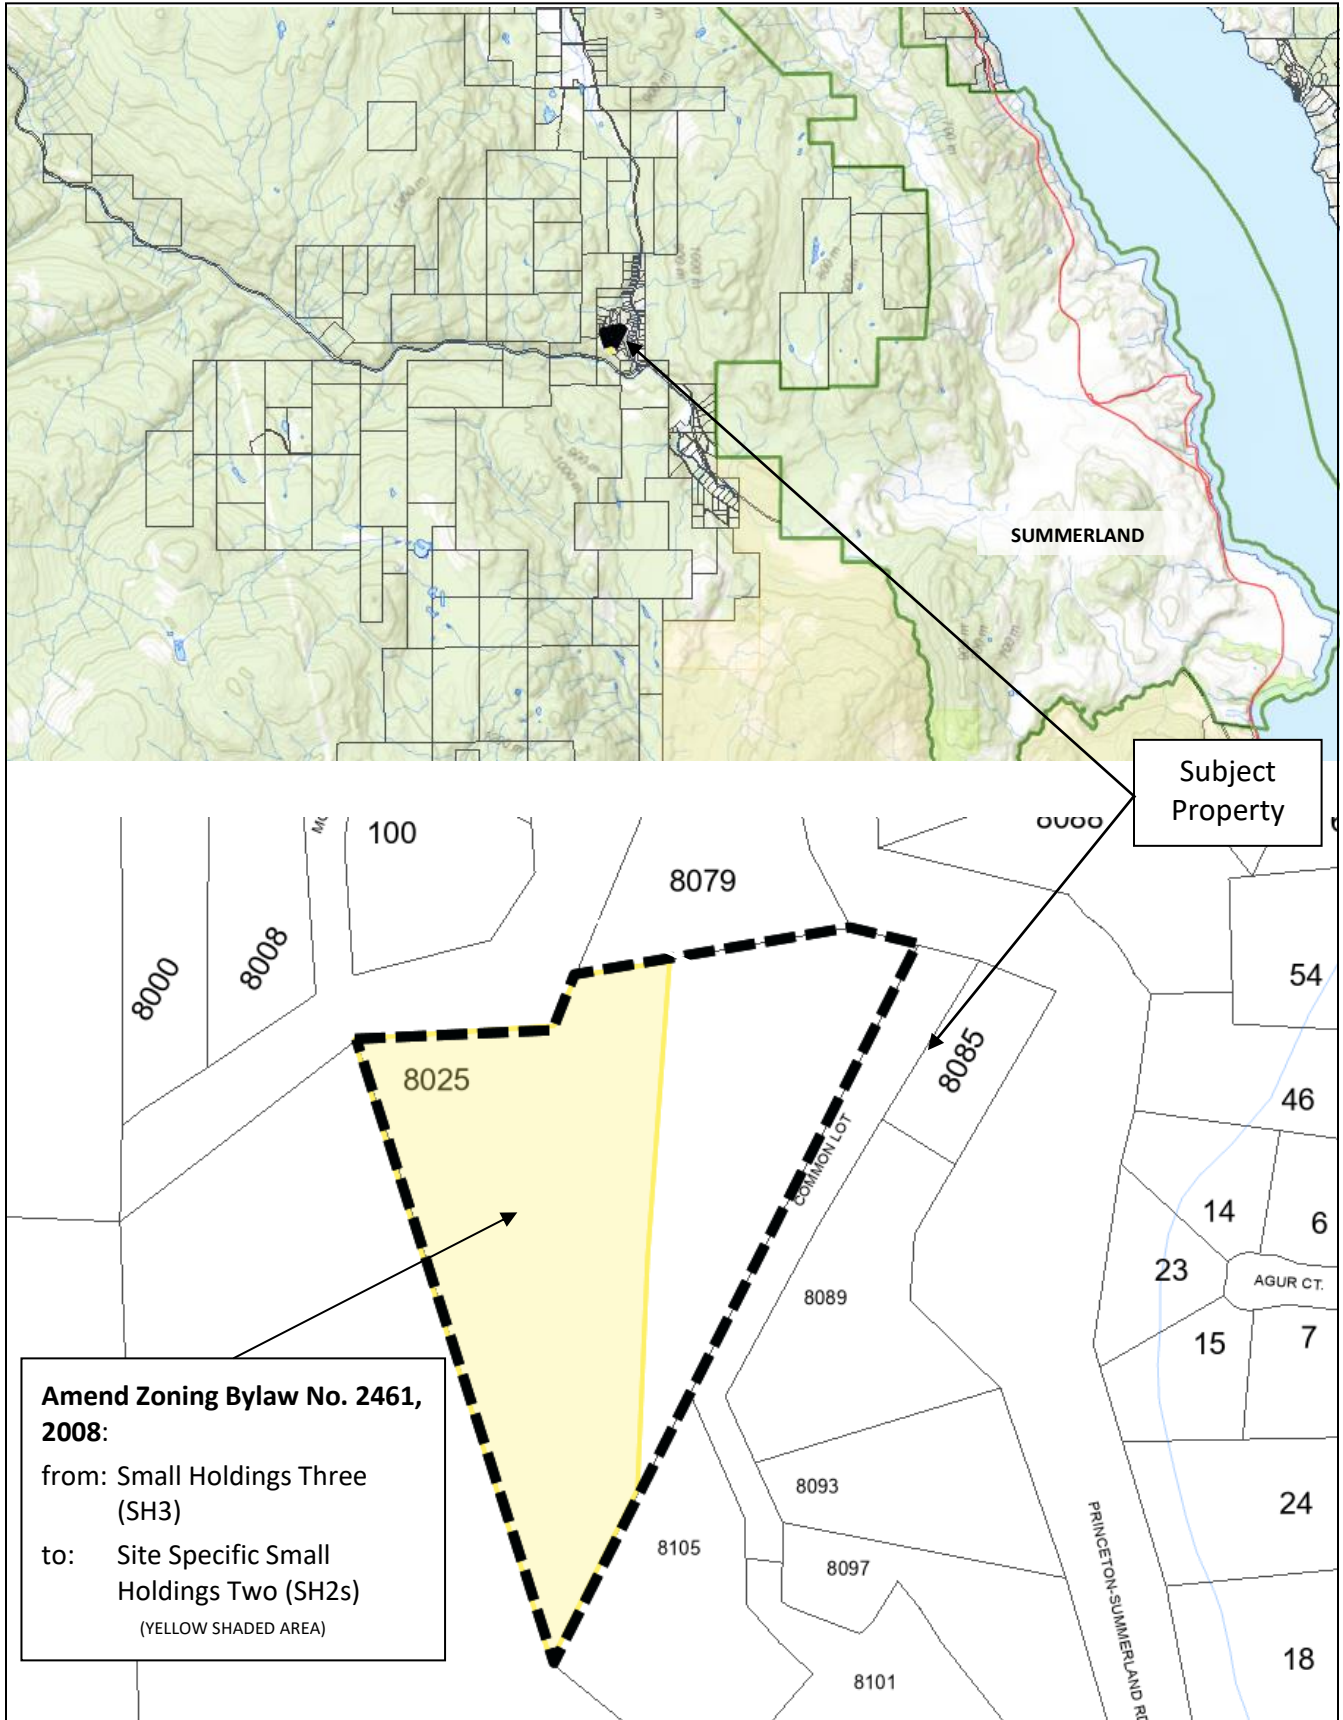 SUMMERLAND
Subject
Property
100
8079
8008
8000
54
8025
8085
46
COMMON LOT
14
6
23
AGUR CT.
8089
15
7
Amend Zoning Bylaw No. 2461,
2008:
from: Small Holdings Three
(SH3)
to: Site Specific Small
Holdings Two (SH2s)
(YELLOW SHADED AREA)
8093
24
8105
8097
PRINCETON-SUMMERLAND RD
18
8101